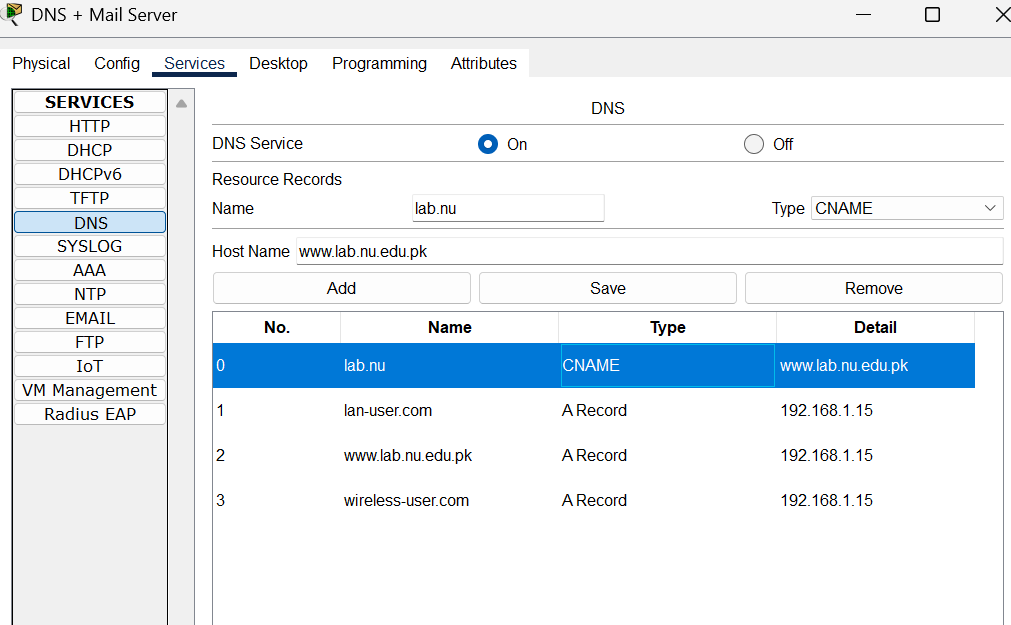 DNS + Mail Server
Physical Config Services Desktop Programming Attributes
SERVICES
HTTP
DHCP
DHCPv6
TFTP
DNS
SYSLOG
AAA
NTP
EMAIL
FTP
IoT
VM Management
Radius EAP
DNS
DNS Service On Off
Resource Records
Name lab.nu Type CNAME
Host Name www.lab.nu.edu.pk
Add Save Remove
No. Name Type Detail
0 lab.nu CNAME www.lab.nu.edu.pk
1 lan-user.com A Record 192.168.1.15
2 www.lab.nu.edu.pk A Record 192.168.1.15
3 wireless-user.com A Record 192.168.1.15